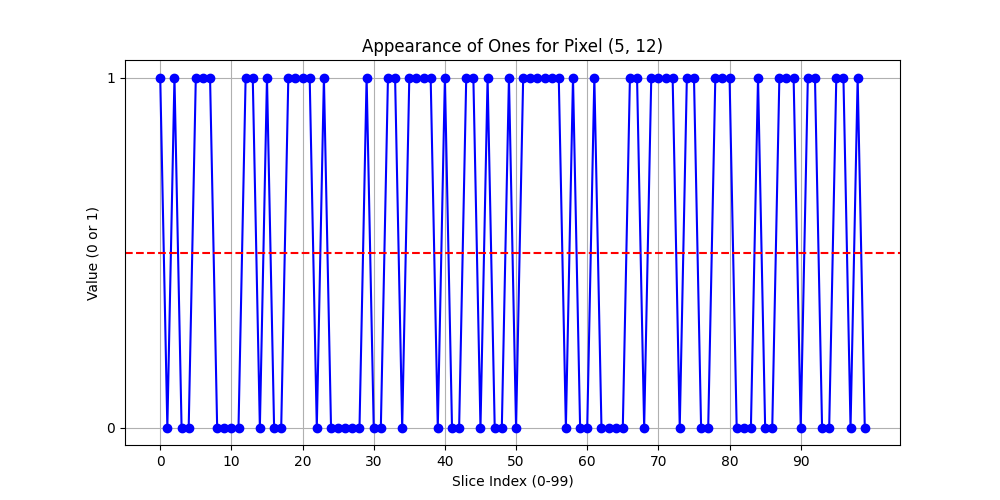 Appearance of Ones for Pixel (5, 12)
1
0
Value (0 or 1)
0 10 20 30 40 50 60 70 80 90
Slice Index (0-99)